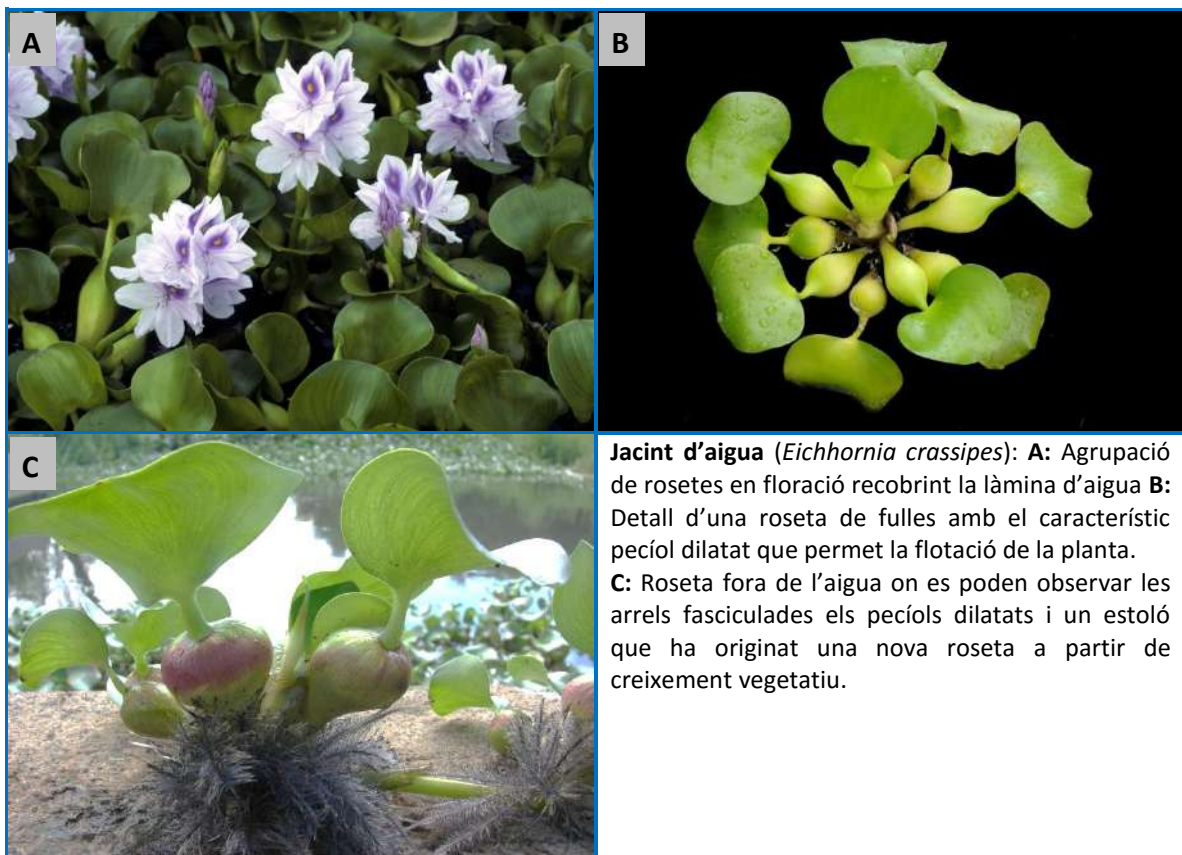 A
B
C
Jacint d’aigua (Eichhornia crassipes): A: Agrupació
de rosetes en floració recobrint la làmina d’aigua B:
Detall d’una roseta de fulles amb el característic
pecíol dilatat que permet la flotació de la planta.
C: Roseta fora de l’aigua on es poden observar les
arrels fasciculades els pecíols dilatats i un estoló
que ha originat una nova roseta a partir de
creixement vegetatiu.